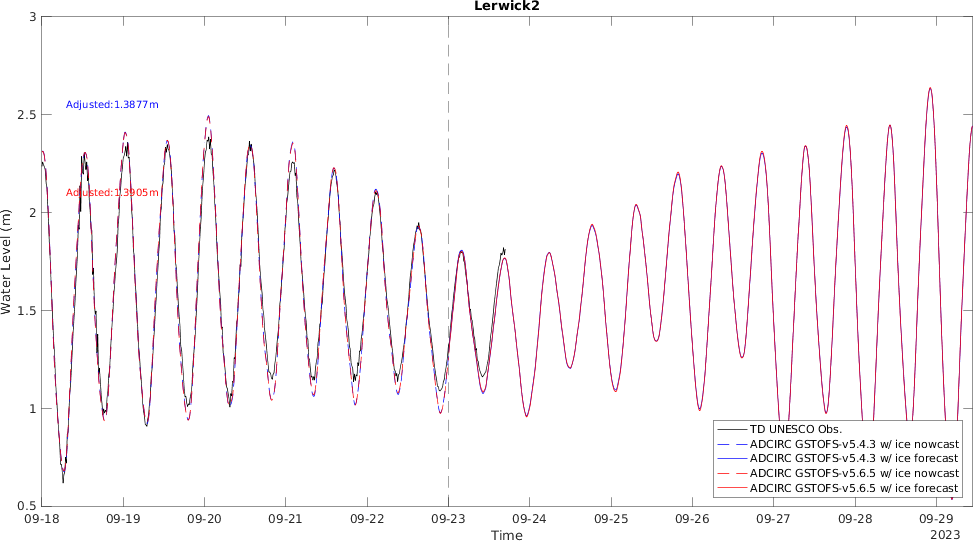 Lerwick2
3
2.5
2
1.5
1
0.5
Water Level (m)
Adjusted:1.3877m
Adjusted:1.3905m
TD UNESCO Obs.
ADCIRC GSTOFS-v5.4.3 w/ ice nowcast
ADCIRC GSTOFS-v5.4.3 w/ ice forecast
ADCIRC GSTOFS-v5.6.5 w/ ice nowcast
ADCIRC GSTOFS-v5.6.5 w/ ice forecast
09-18 09-19 09-20 09-21 09-22 09-23 09-24 09-25 09-26 09-27 09-28 09-29
2023
Time